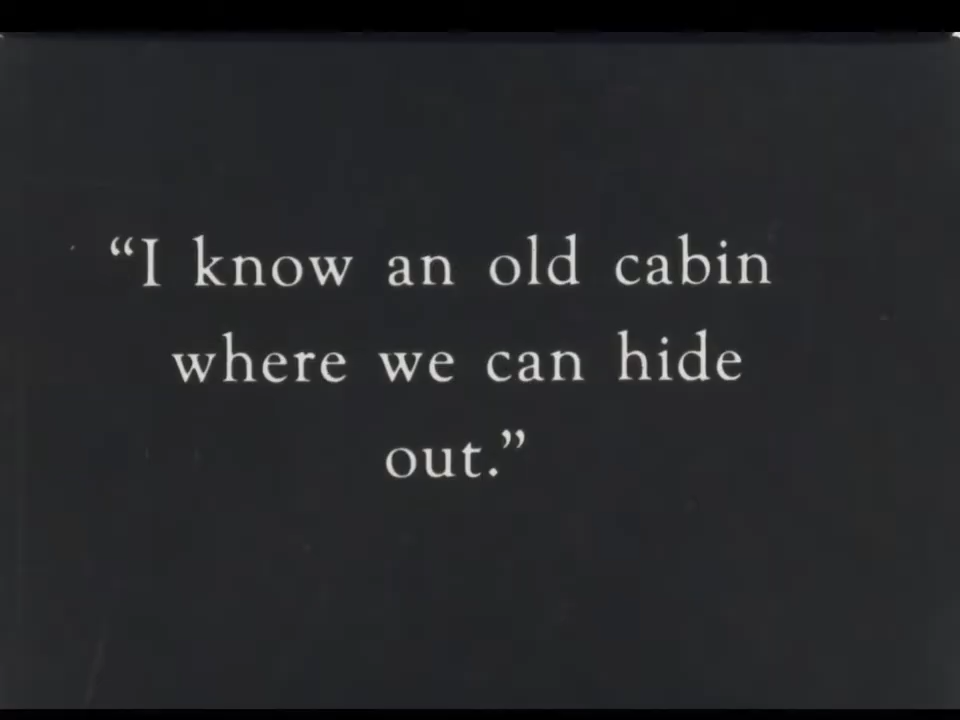 “I know an old cabin
where we can hide
out.”